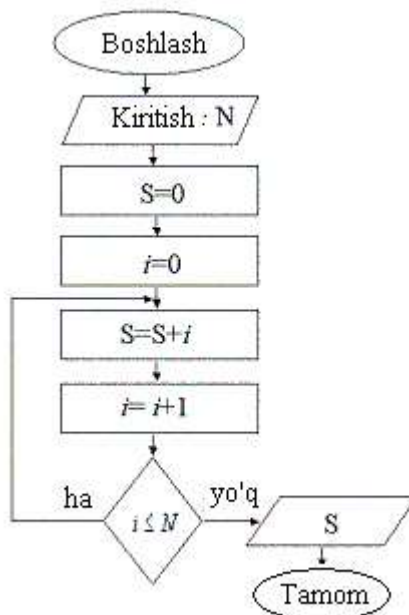 Boshlash
Kiritish : N
S=0
i=0
S=S+i
i= i+1
ha
i ≤ N
yo'q
S
Tamom